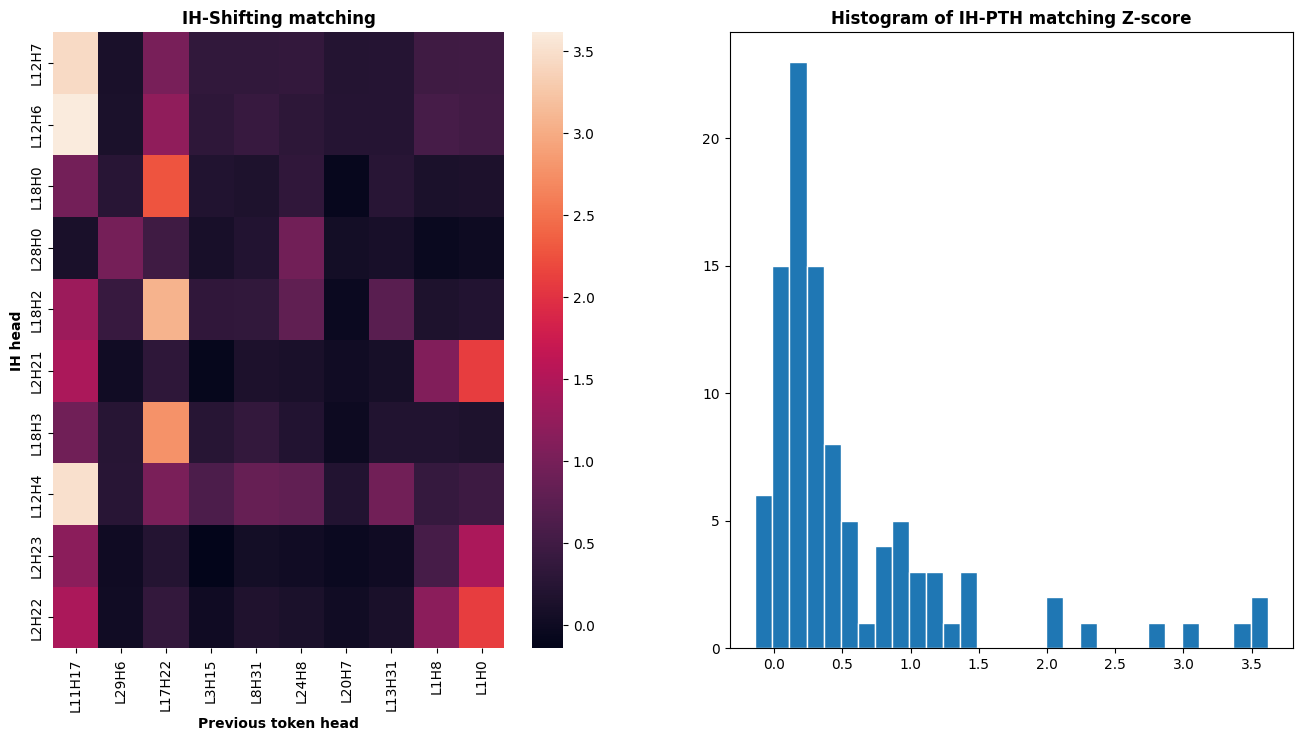 IH-Shifting matching
IH head
L12H7
L12H6
L18H0
L28H0
L18H2
L2H21
L18H3
L12H4
L2H23
L2H22
L11H17 L29H6 L17H22 L3H15 L8H31 L24H8 L20H7 L13H31 L1H8 L1H0
Previous token head
3.5
3.0
2.5
2.0
1.5
1.0
0.5
0.0
Histogram of IH-PTH matching Z-score
20
15
10
5
0
0.0 0.5 1.0 1.5 2.0 2.5 3.0 3.5